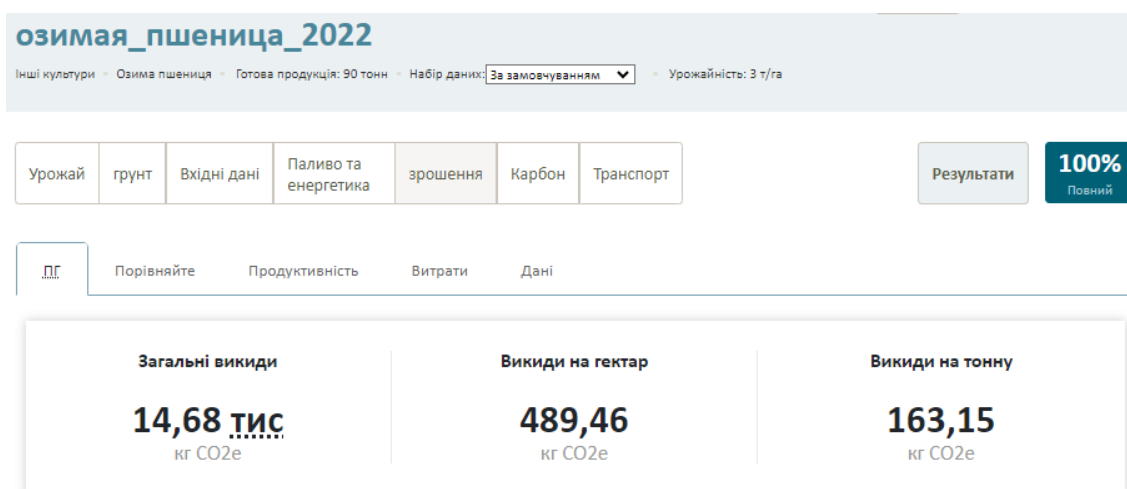 озимая_пшеница_2022
Інші культури • Озима пшеница • Готова продукція: 90 тонн • Набір даних: За замовчуванням • Урожайність: 3 т/га
Урожай грунт Вхідні дані Паливо та енергетика зрошення Карбон Транспорт Результати 100% Повний
ПГ Порівняйте Продуктивність Витрати Дані
Загальні викиди Викиди на гектар Викиди на тонну
14,68 тис 489,46 163,15
кг CO2e кг CO2e кг CO2e